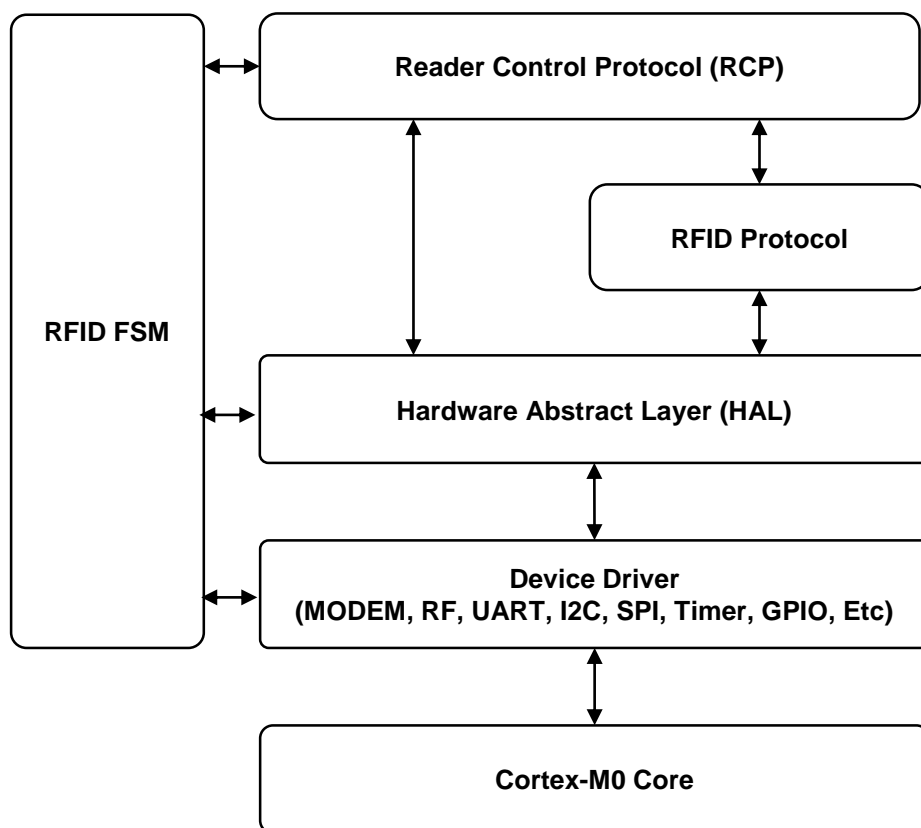 Reader Control Protocol (RCP)
RFID Protocol
RFID FSM
Hardware Abstract Layer (HAL)
Device Driver
(MODEM, RF, UART, I2C, SPI, Timer, GPIO, Etc)
Cortex-M0 Core